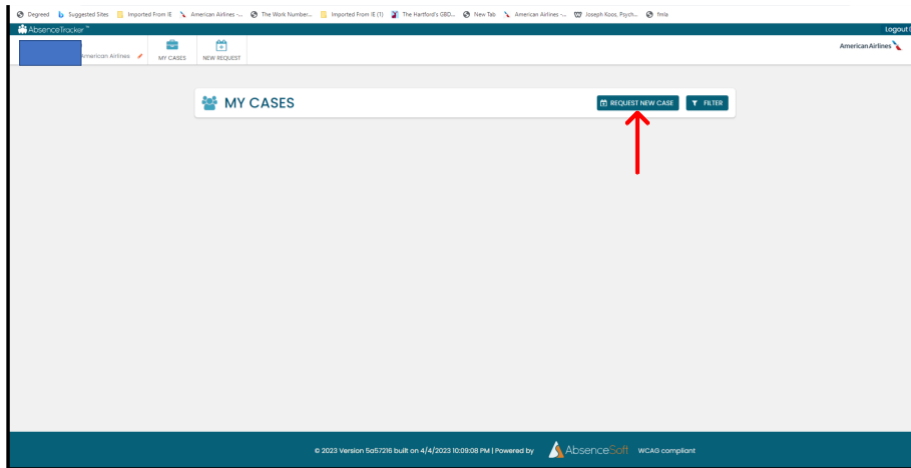 Degreed Suggested Sites Imported From IE American Airlines -... The Work Number... Imported From IE (1) The Hartford's GBD... New Tab American Airlines -... Joseph Koos, Psych... fmla
AbsenceTracker™ Logout
American Airlines MY CASES NEW REQUEST American Airlines
MY CASES REQUEST NEW CASE FILTER
© 2023 Version 5a57216 built on 4/4/2023 10:09:08 PM | Powered by AbsenceSoft WCAG compliant